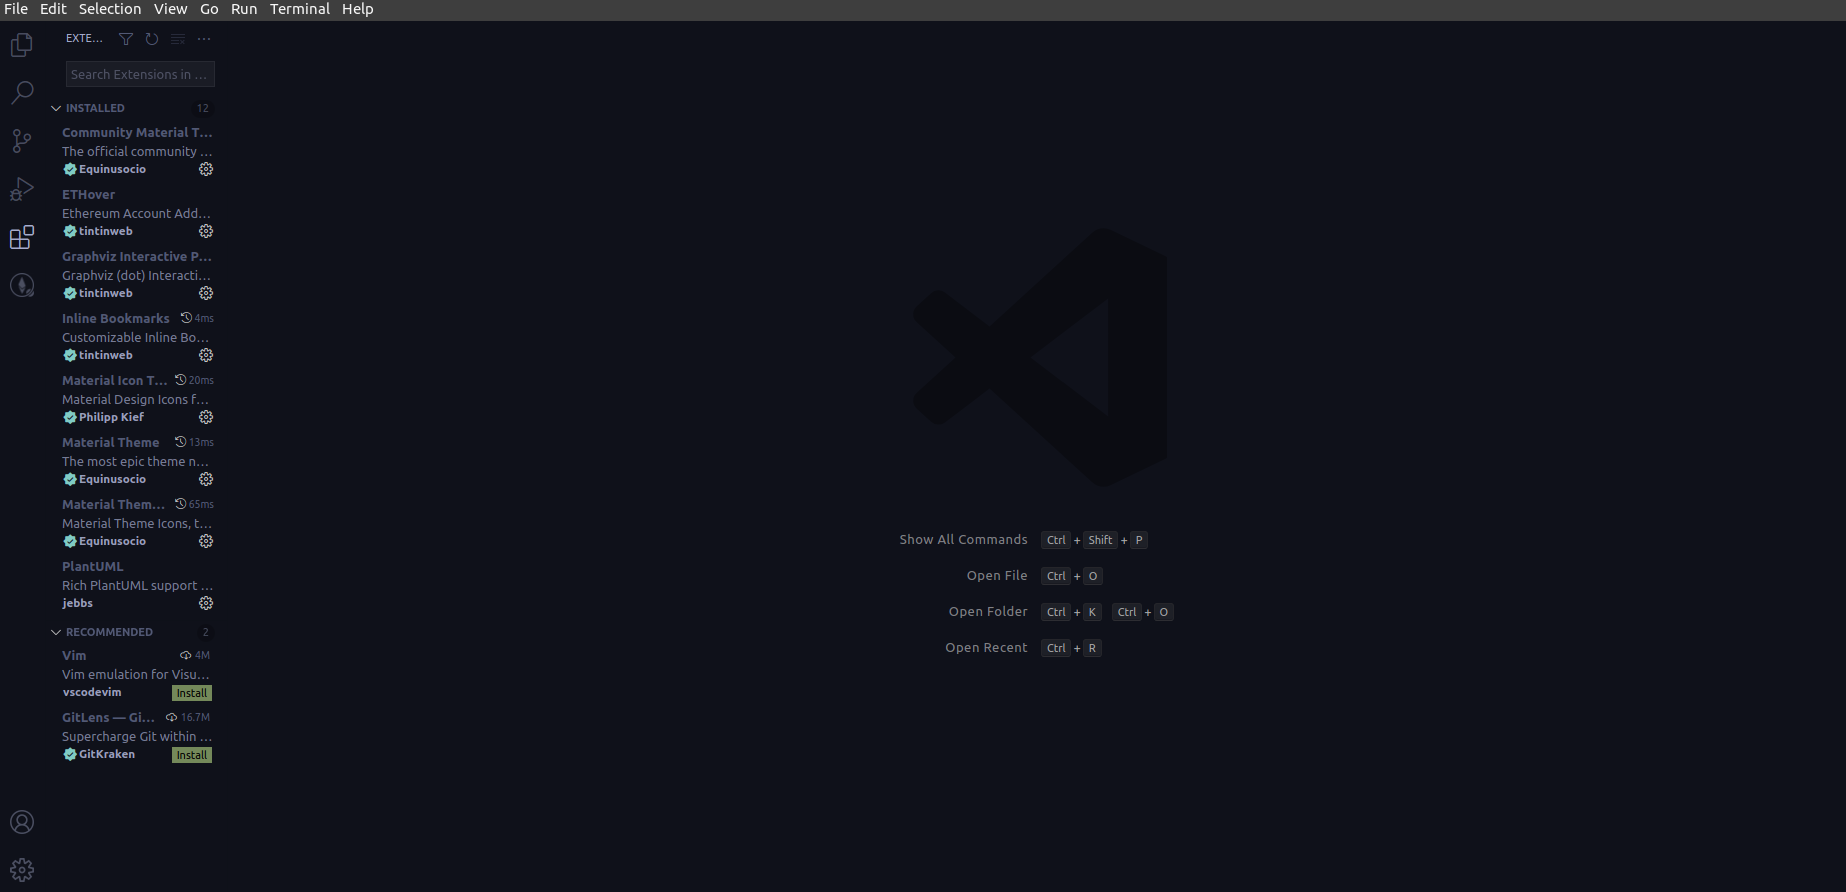 File Edit Selection View Go Run Terminal Help
EXTE...
Search Extensions in ...
INSTALLED 12
Community Material T...
The official community ...
Equinusocio
ETHover
Ethereum Account Add...
tintinweb
Graphviz Interactive P...
Graphviz (dot) Interacti...
tintinweb
Inline Bookmarks 4ms
Customizable Inline Bo...
tintinweb
Material Icon T... 20ms
Material Design Icons f...
Philipp Kief
Material Theme 13ms
The most epic theme n...
Equinusocio
Material Them... 65ms
Material Theme Icons, t...
Equinusocio
PlantUML
Rich PlantUML support ...
jebbs
RECOMMENDED 2
Vim 4M
Vim emulation for Visu...
vscodevim Install
GitLens — Gi... 16.7M
Supercharge Git within ...
GitKraken Install
Show All Commands Ctrl + Shift + P
Open File Ctrl + O
Open Folder Ctrl + K Ctrl + O
Open Recent Ctrl + R